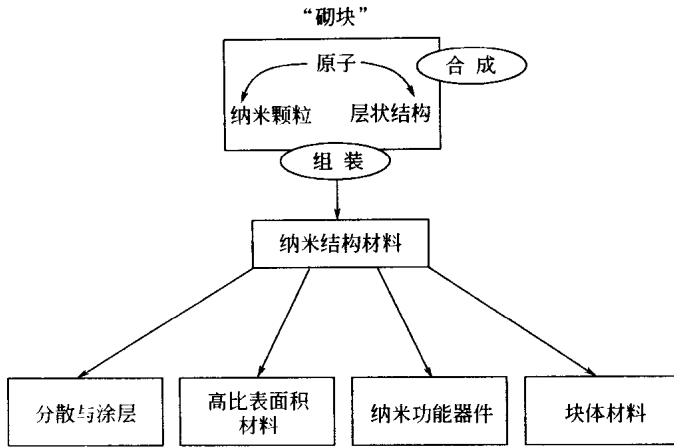 “砌块”
原子
合 成
纳米颗粒 层状结构
组 装
纳米结构材料
分散与涂层
高比表面积
材料
纳米功能器件
块体材料